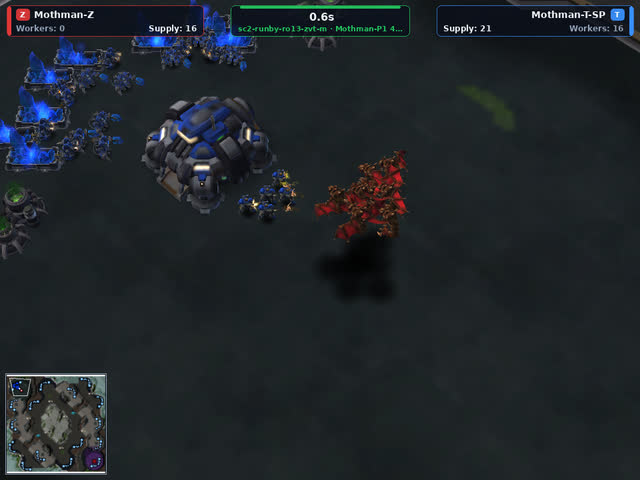 Z Mothman-Z
Workers: 0 Supply: 16
0.6s
sc2-runby-ro13-zvt-m · Mothman-P1 4...
Mothman-T-SP T
Supply: 21 Workers: 16